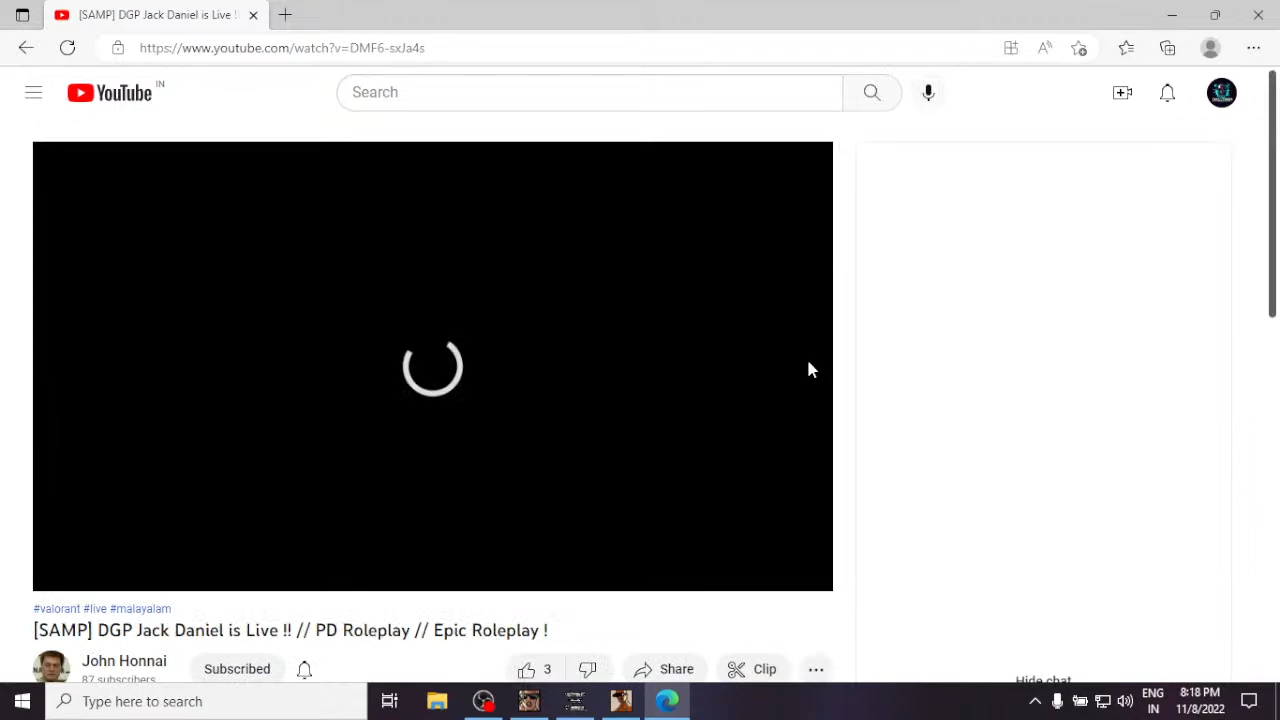 [SAMP] DGP Jack Daniel is Live !!
https://www.youtube.com/watch?v=DMF6-sxJa4s
YouTube IN
Search
#valorant #live #malayalam
[SAMP] DGP Jack Daniel is Live !! // PD Roleplay // Epic Roleplay !
John Honnai
87 subscribers
Subscribed
3
Share
Clip
Hide chat
Type here to search
ENG
IN
8:18 PM
11/8/2022